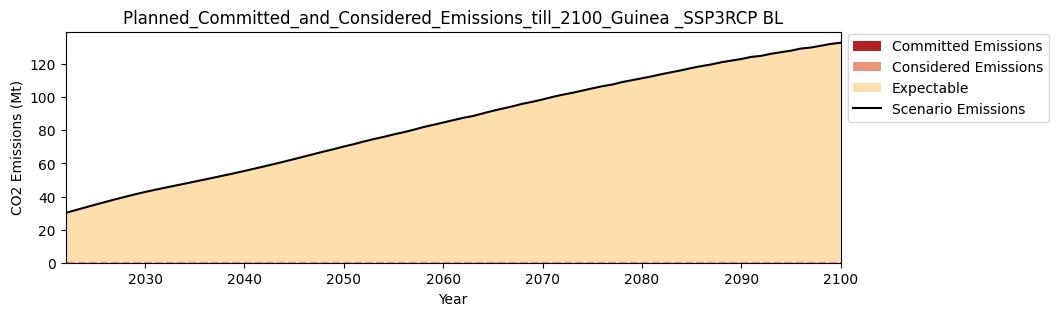 Planned_Committed_and_Considered_Emissions_till_2100_Guinea _SSP3RCP BL
Committed Emissions
Considered Emissions
Expectable
Scenario Emissions
CO2 Emissions (Mt)
120
100
80
60
40
20
0
2030 2040 2050 2060 2070 2080 2090 2100
Year